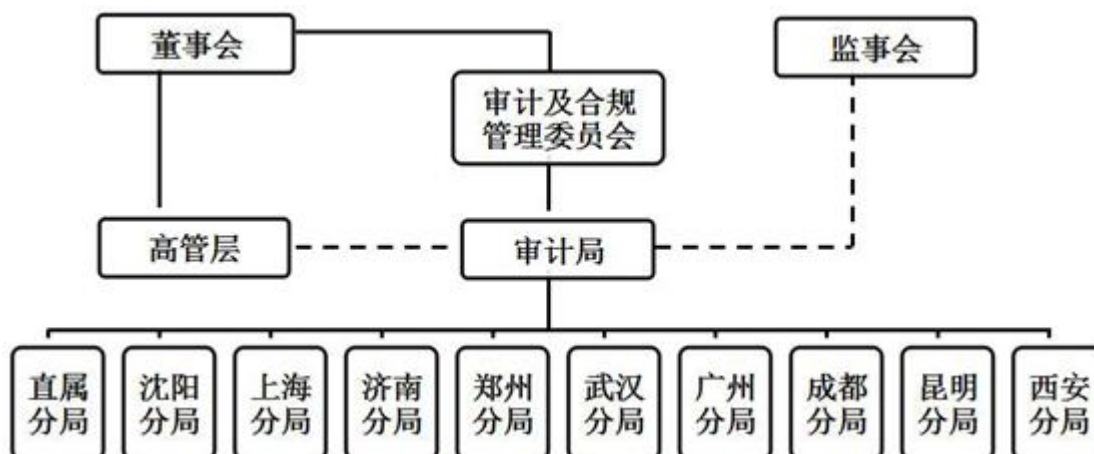 董事会
监事会
审计及合规
管理委员会
高管层
审计局
直属
分局
沈阳
分局
上海
分局
济南
分局
郑州
分局
武汉
分局
广州
分局
成都
分局
昆明
分局
西安
分局